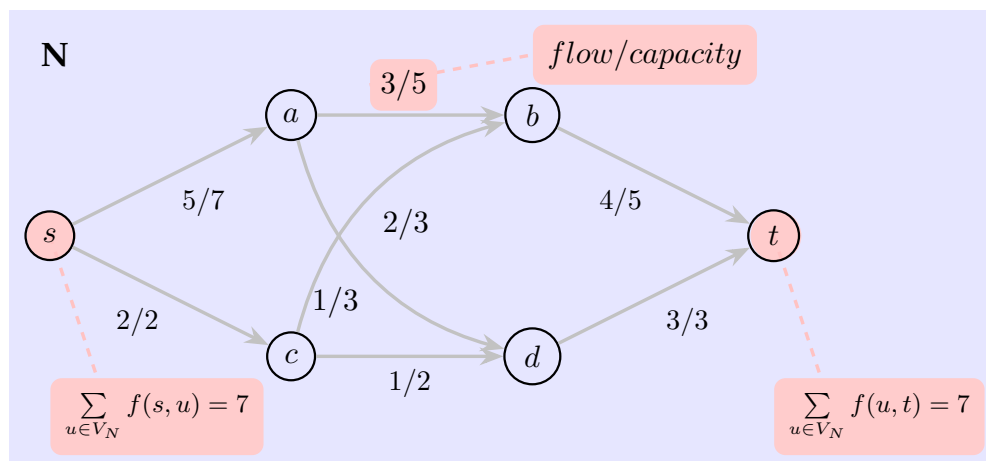 N
flow/capacity
3/5
a
b
5/7
2/3
4/5
s
t
2/2
1/3
3/3
c
d
1/2
∑ f(s, u) = 7
u∈V_N
∑ f(u, t) = 7
u∈V_N